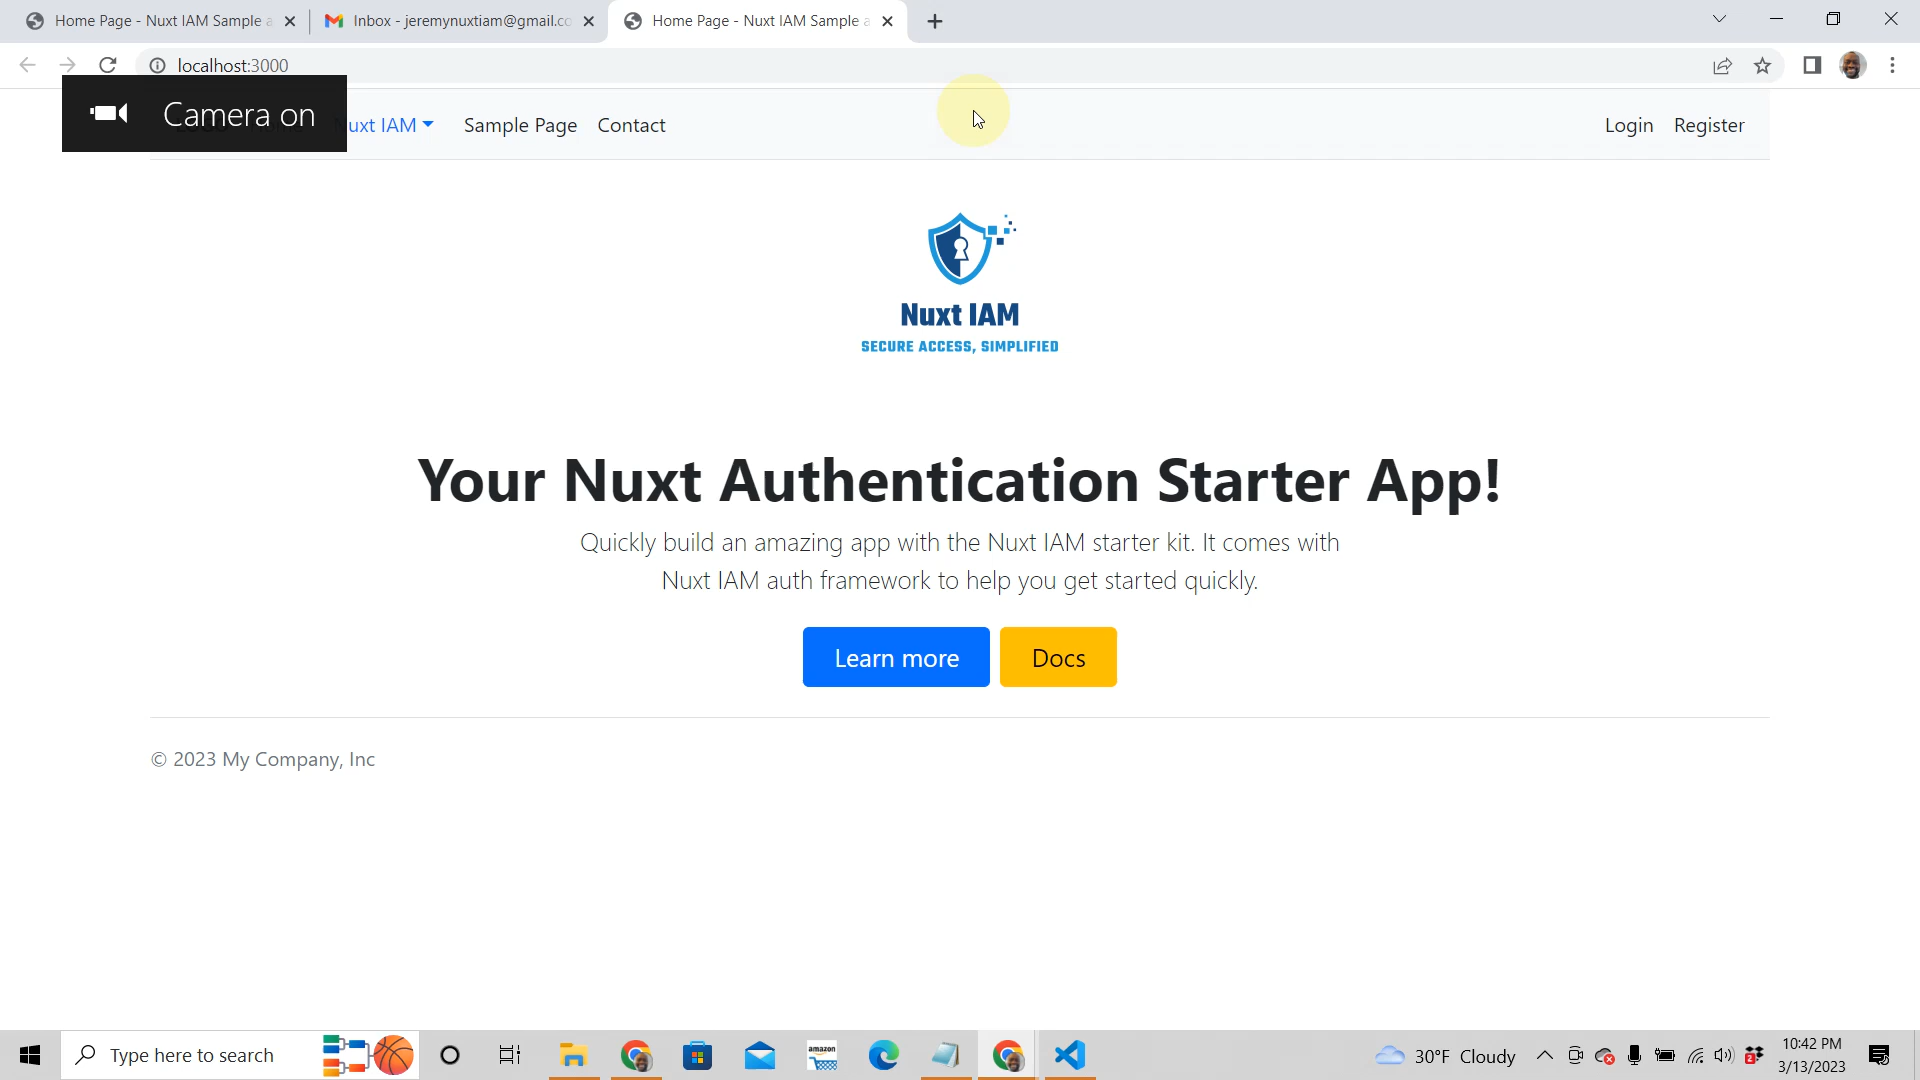 Home Page - Nuxt IAM Sample a
Inbox - jeremynuxtiam@gmail.co
Home Page - Nuxt IAM Sample a
localhost:3000
Camera on
uxt IAM
Sample Page
Contact
Login
Register
Nuxt IAM
SECURE ACCESS, SIMPLIFIED
Your Nuxt Authentication Starter App!
Quickly build an amazing app with the Nuxt IAM starter kit. It comes with
Nuxt IAM auth framework to help you get started quickly.
Learn more
Docs
© 2023 My Company, Inc
Type here to search
amazon
30°F Cloudy
2
10:42 PM
3/13/2023